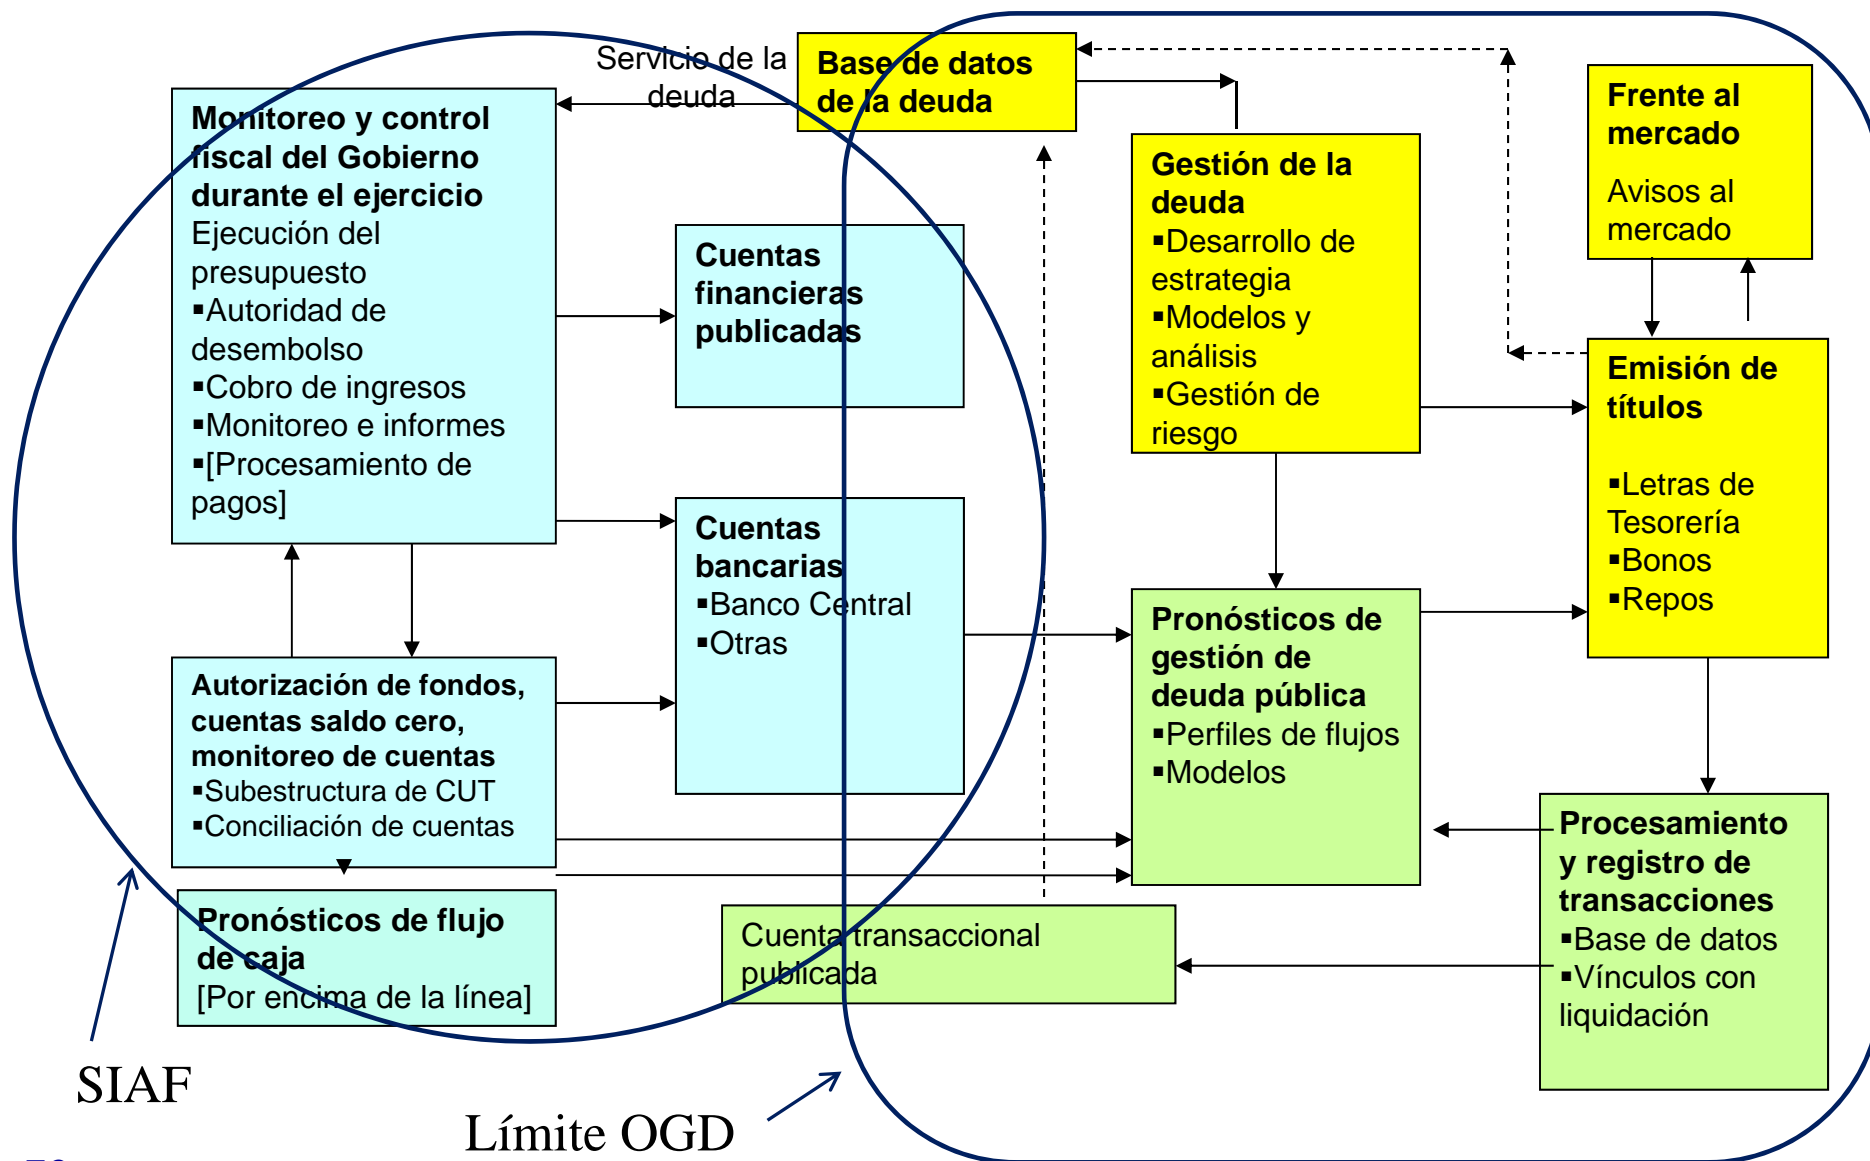 Servicio de la
deuda
Base de datos
de la deuda
Monitoreo y control
fiscal del Gobierno
durante el ejercicio
Ejecución del
presupuesto
▪Autoridad de
desembolso
▪Cobro de ingresos
▪Monitoreo e informes
▪[Procesamiento de
pagos]
Cuentas
financieras
publicadas
Cuentas
bancarias
▪Banco Central
▪Otras
Autorización de fondos,
cuentas saldo cero,
monitoreo de cuentas
▪Subestructura de CUT
▪Conciliación de cuentas
Pronósticos de flujo
de caja
[Por encima de la línea]
Cuenta transaccional
publicada
Gestión de la
deuda
▪Desarrollo de
estrategia
▪Modelos y
análisis
▪Gestión de
riesgo
Pronósticos de
gestión de
deuda pública
▪Perfiles de flujos
▪Modelos
Frente al
mercado
Avisos al
mercado
Emisión de
títulos
▪Letras de
Tesorería
▪Bonos
▪Repos
Procesamiento
y registro de
transacciones
▪Base de datos
▪Vínculos con
liquidación
SIAF
Límite OGD